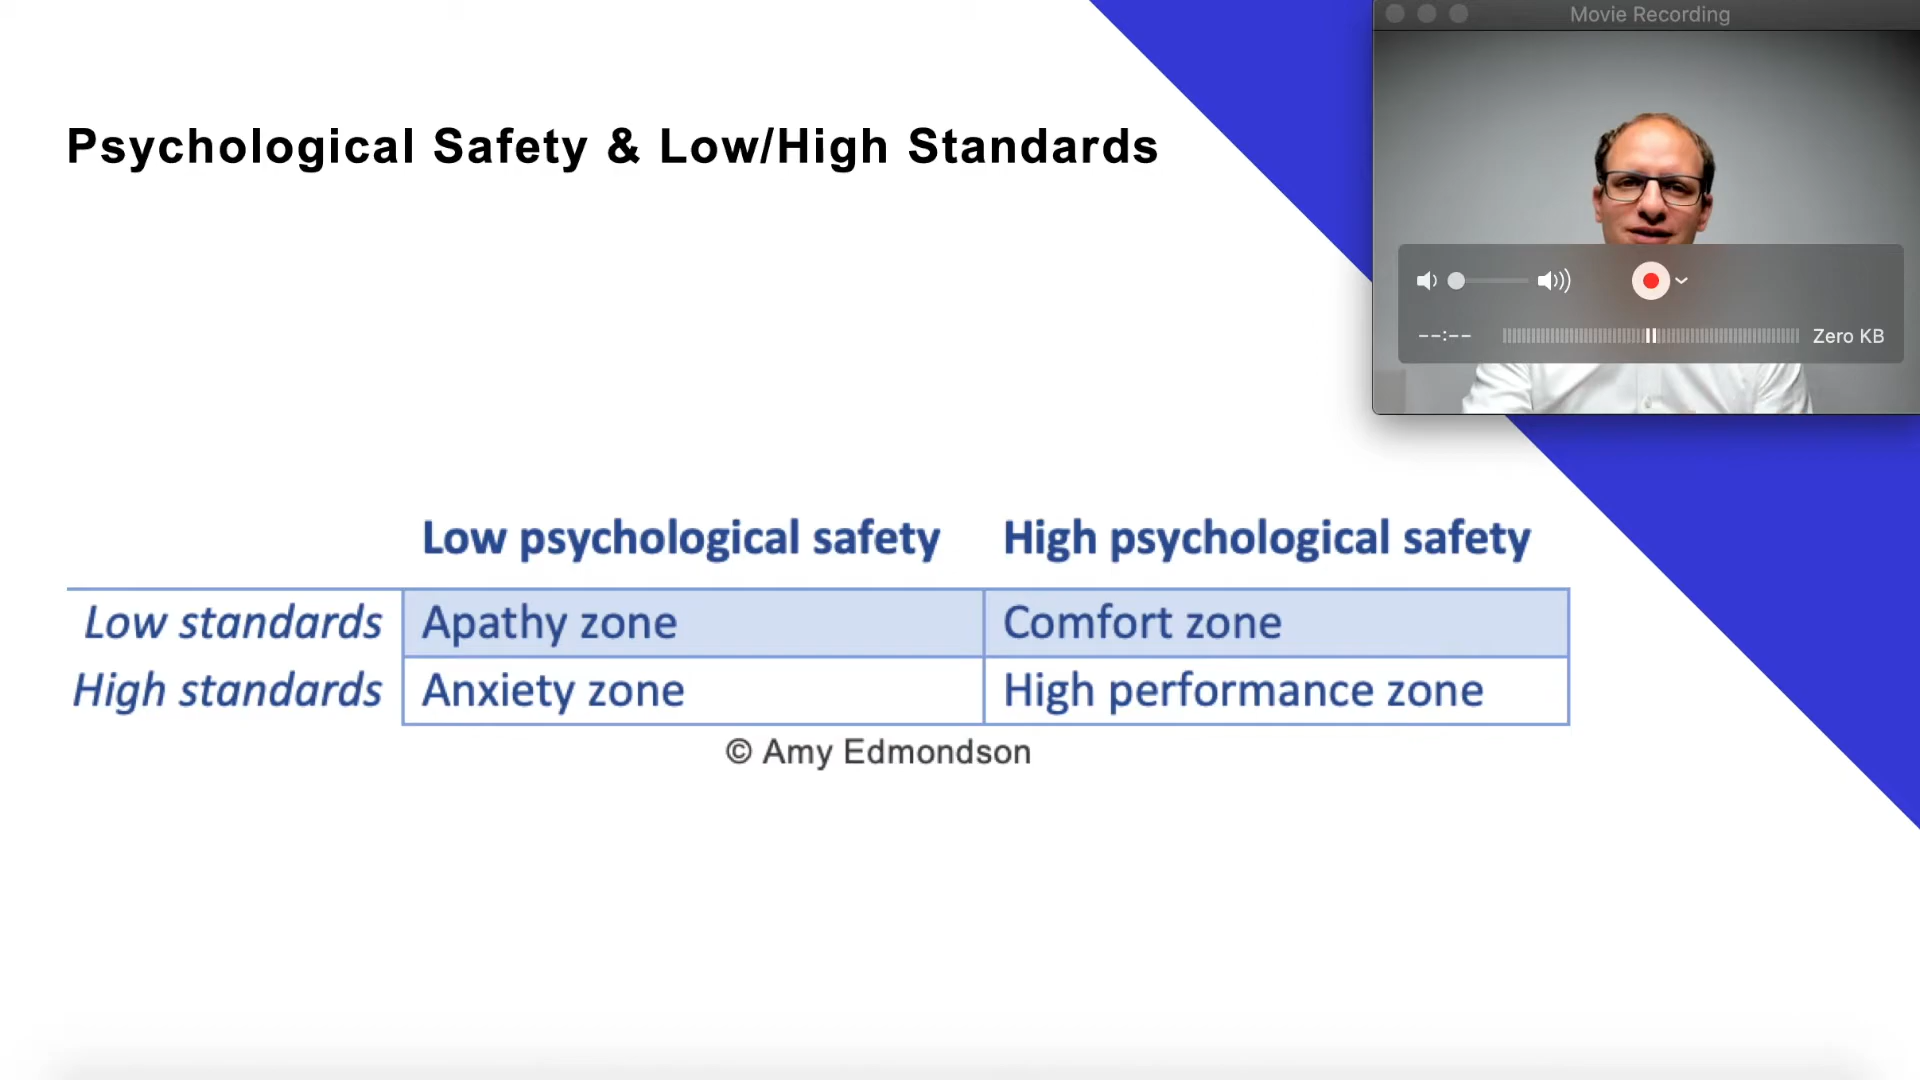 Movie Recording
Psychological Safety & Low/High Standards
--:-- Zero KB
Low psychological safety High psychological safety
Low standards Apathy zone Comfort zone
High standards Anxiety zone High performance zone
© Amy Edmondson